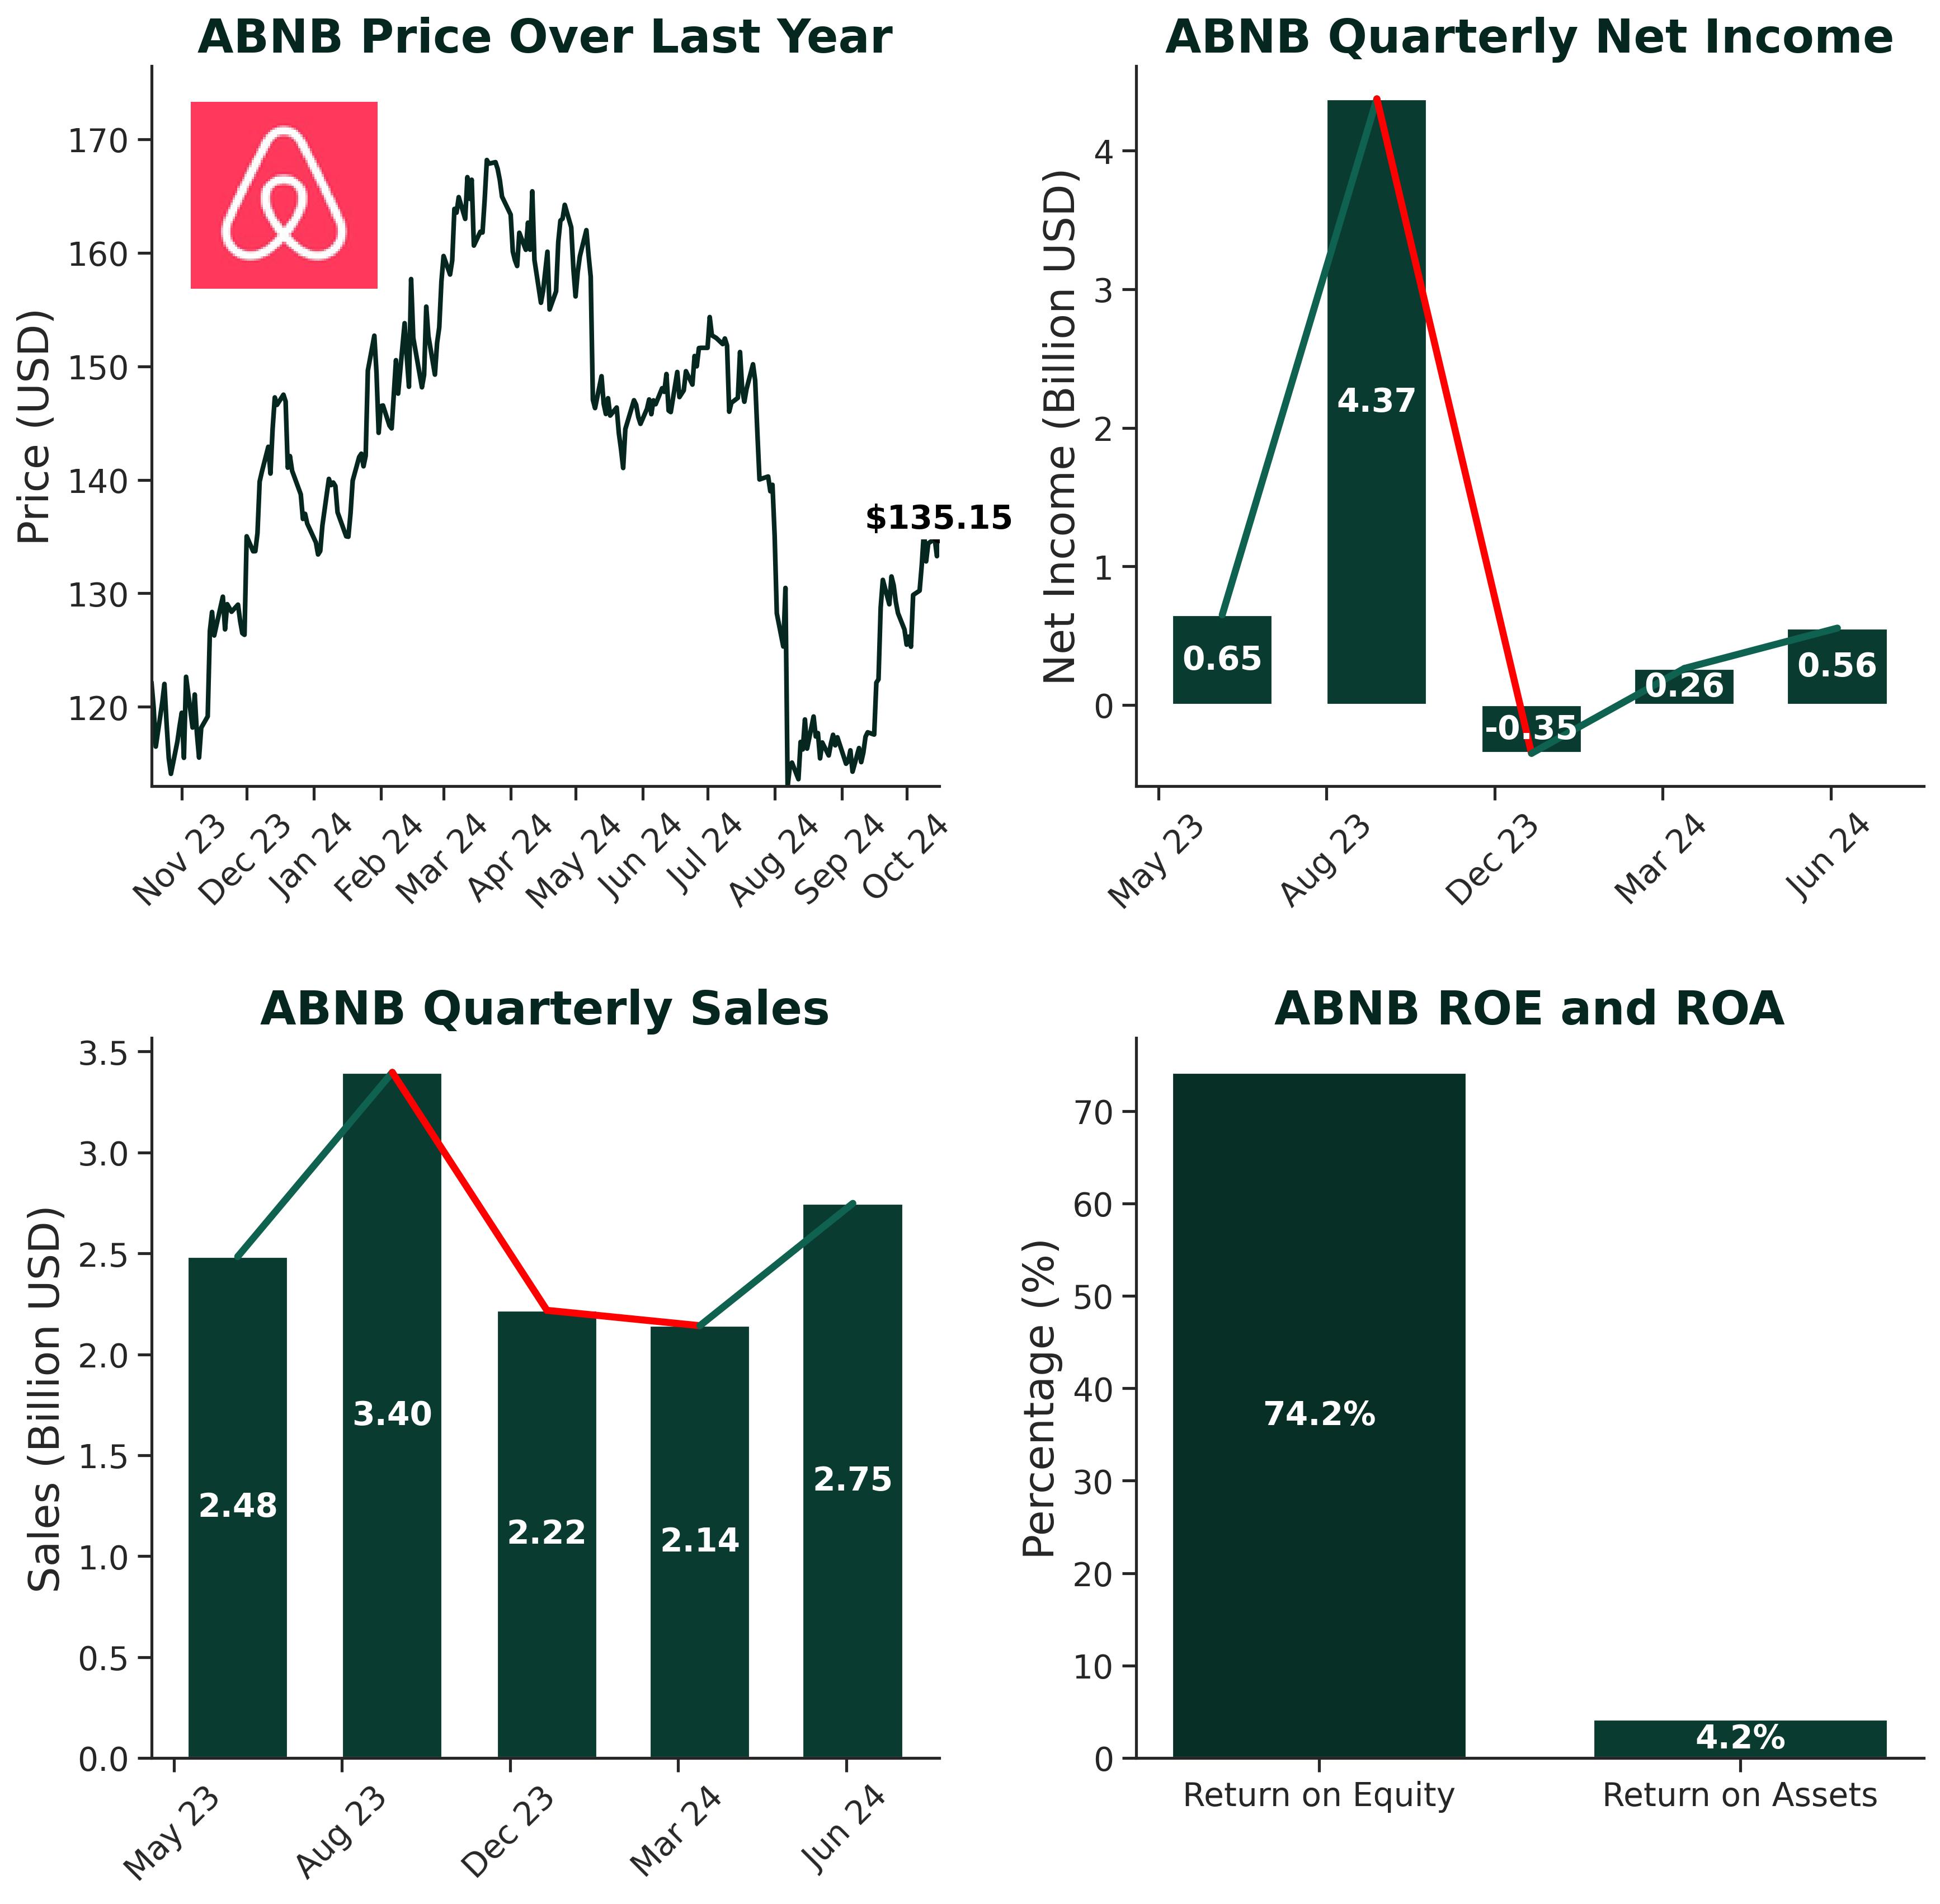 ABNB Price Over Last Year
Price (USD)
170
160
150
140
130
120
$135.15
Nov 23
Dec 23
Jan 24
Feb 24
Mar 24
Apr 24
May 24
Jun 24
Jul 24
Aug 24
Sep 24
Oct 24
ABNB Quarterly Net Income
Net Income (Billion USD)
4
3
2
1
0
0.65
4.37
-0.35
0.26
0.56
May 23
Aug 23
Dec 23
Mar 24
Jun 24
ABNB Quarterly Sales
Sales (Billion USD)
3.5
3.0
2.5
2.0
1.5
1.0
0.5
0.0
2.48
3.40
2.22
2.14
2.75
May 23
Aug 23
Dec 23
Mar 24
Jun 24
ABNB ROE and ROA
Percentage (%)
70
60
50
40
30
20
10
0
74.2%
4.2%
Return on Equity
Return on Assets